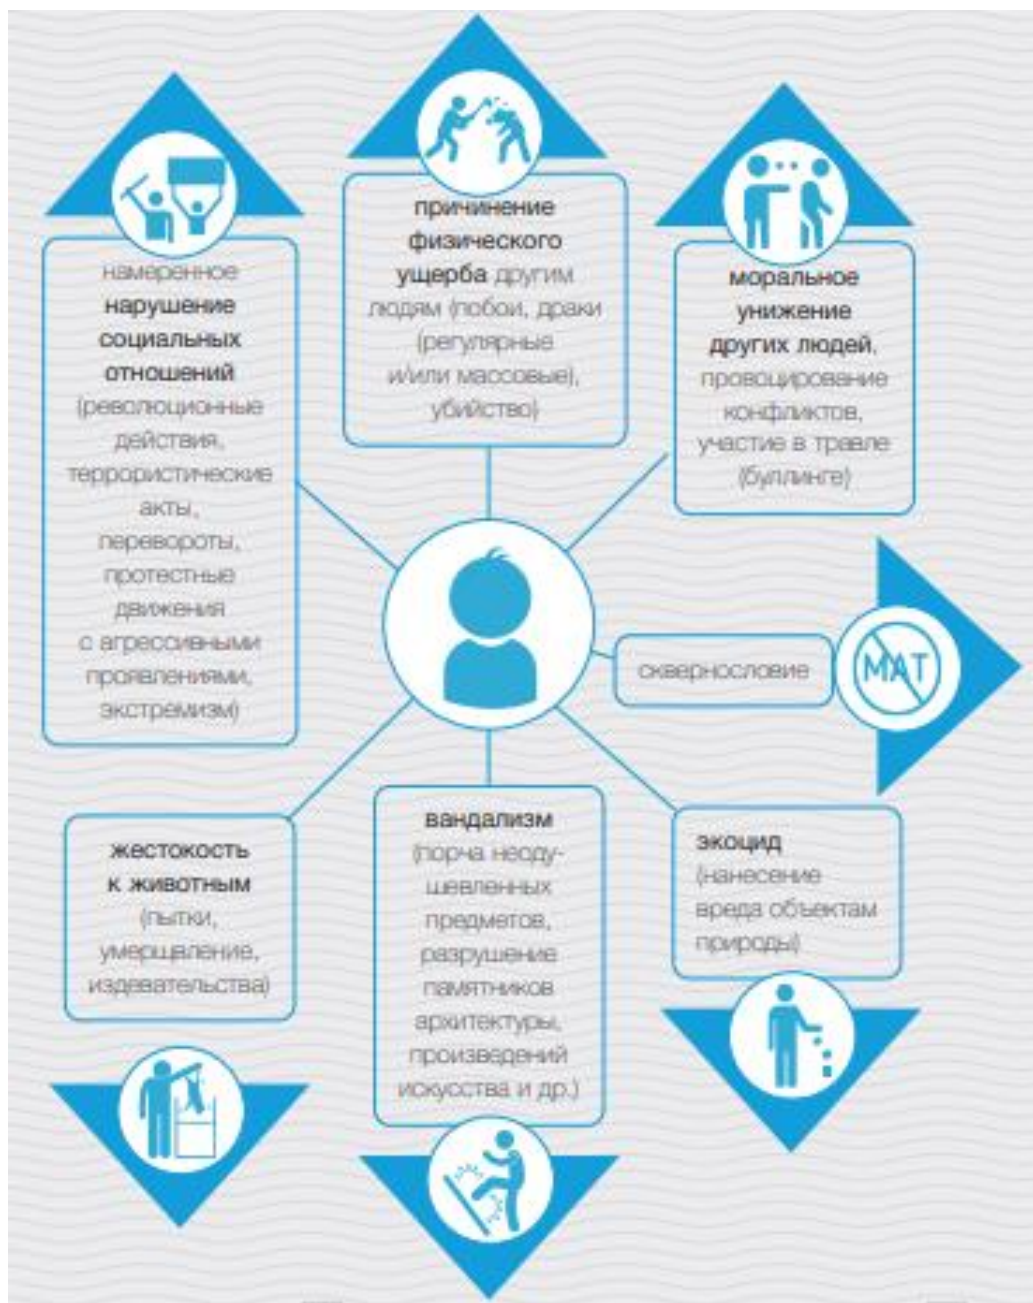 намеренное
нарушение
социальных
отношений
(революционные
действия,
террористические
акты,
перевороты,
протестные
движения
с агрессивными
проявлениями,
экстремизм)
причинение
физического
ущерба другим
людям (побои, драки
(регулярные
и/или массовые),
убийство)
моральное
унижение
других людей,
провоцирование
конфликтов,
участие в травле
(буллинге)
сквернословие
МАТ
жестокость
к животным
(пытки,
умерщвление,
издевательства)
вандализм
(порча неоду-
шевленных
предметов,
разрушение
памятников
архитектуры,
произведений
искусства и др.)
экоцид
(нанесение
вреда объектам
природы)